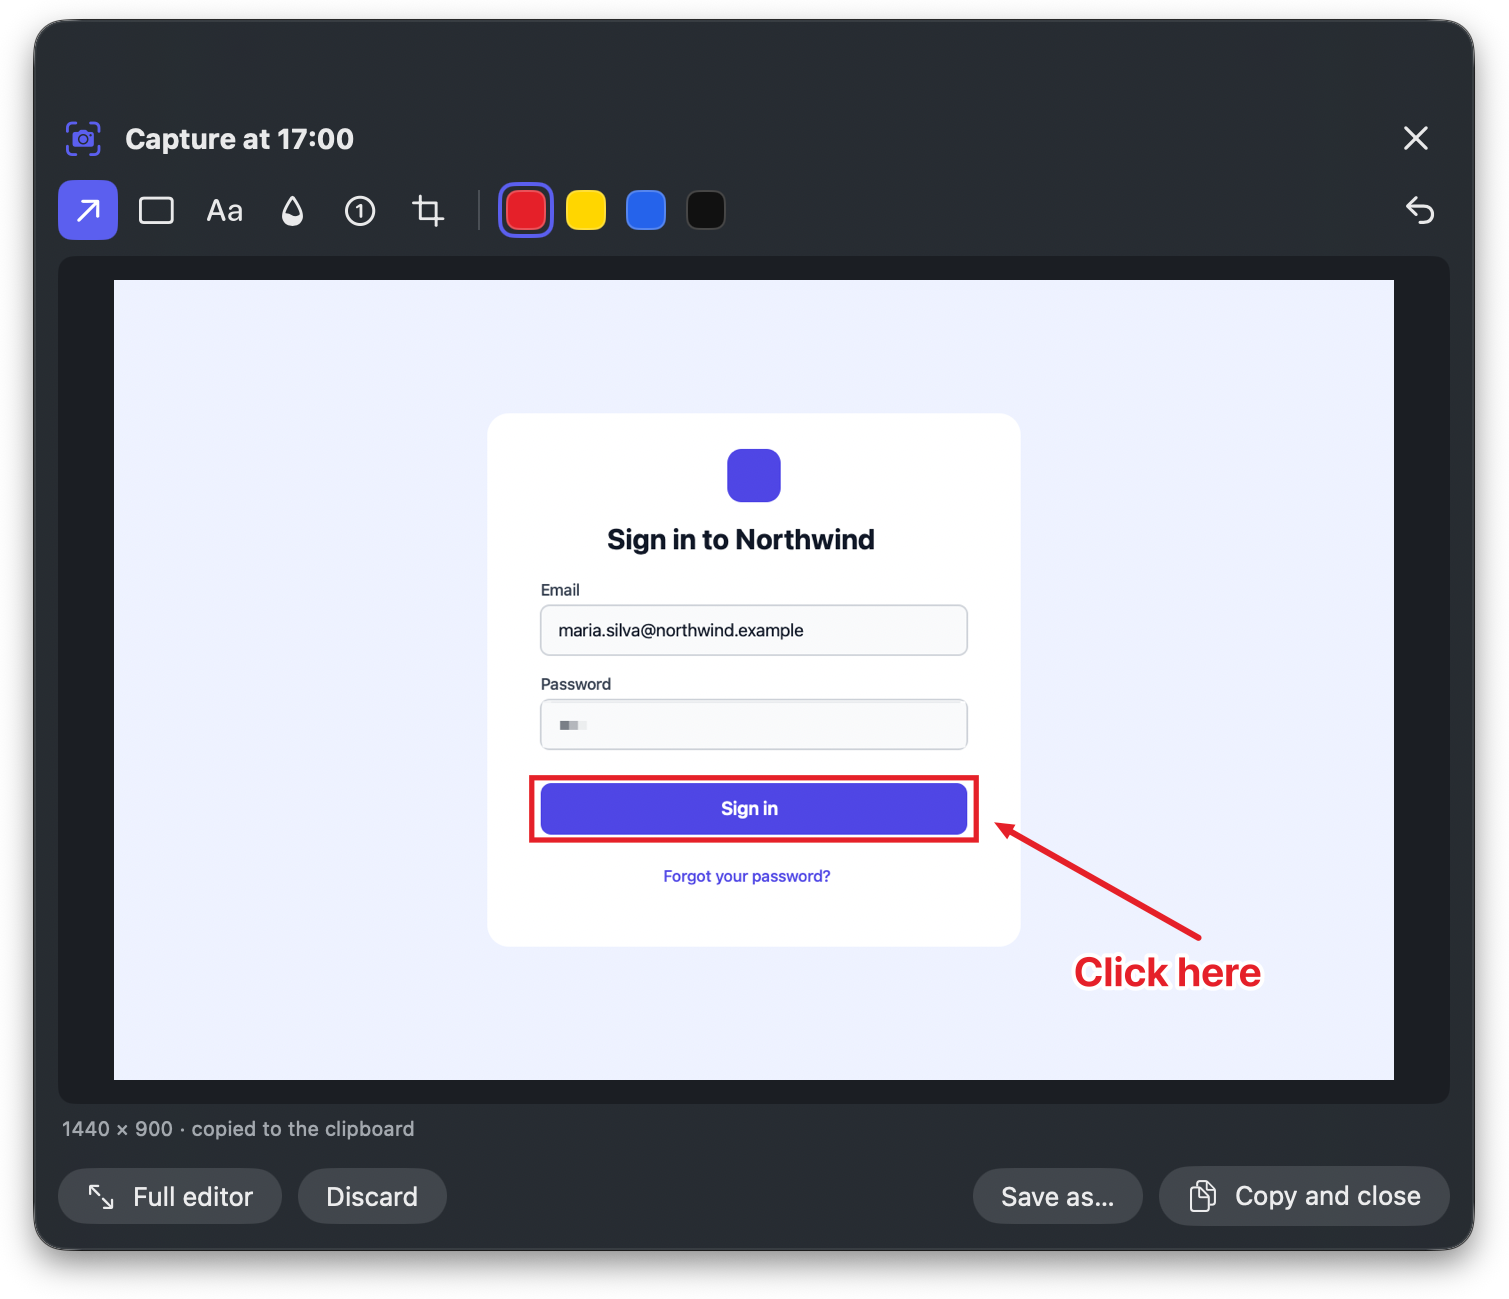 Capture at 17:00
Aa
1
Sign in to Northwind
Email
maria.silva@northwind.example
Password
Sign in
Forgot your password?
Click here
1440 × 900 · copied to the clipboard
Full editor
Discard
Save as...
Copy and close